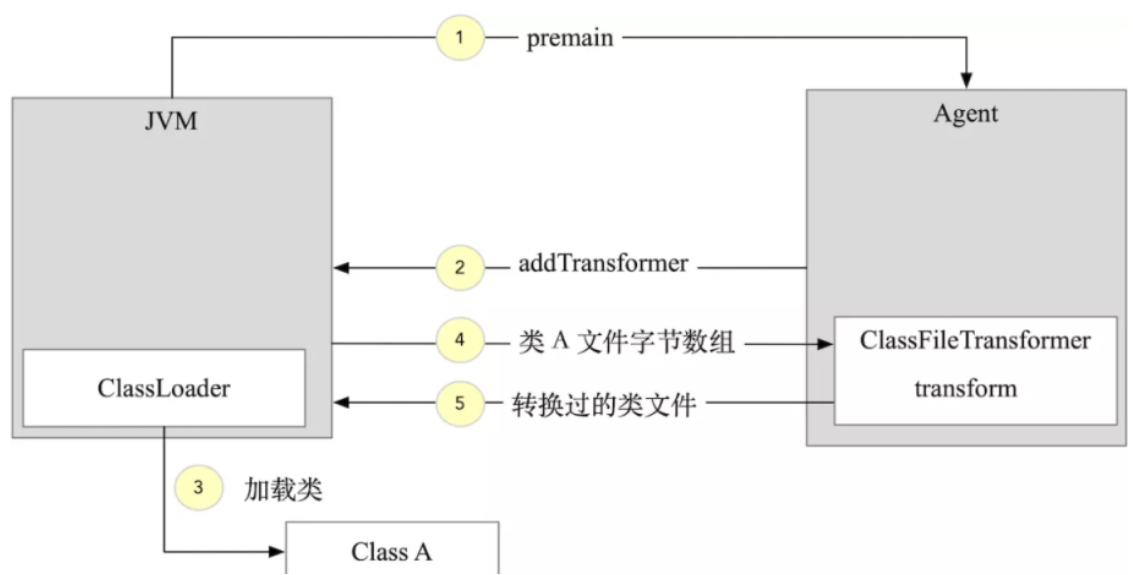 1 premain
JVM
Agent
2 addTransformer
4 类 A 文件字节数组
ClassFileTransformer
transform
ClassLoader
5 转换过的类文件
3 加载类
Class A